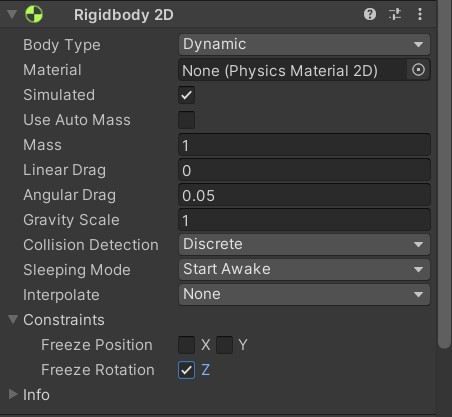 Rigidbody 2D
Body Type Dynamic
Material None (Physics Material 2D)
Simulated
Use Auto Mass
Mass 1
Linear Drag 0
Angular Drag 0.05
Gravity Scale 1
Collision Detection Discrete
Sleeping Mode Start Awake
Interpolate None
Constraints
Freeze Position X Y
Freeze Rotation Z
Info